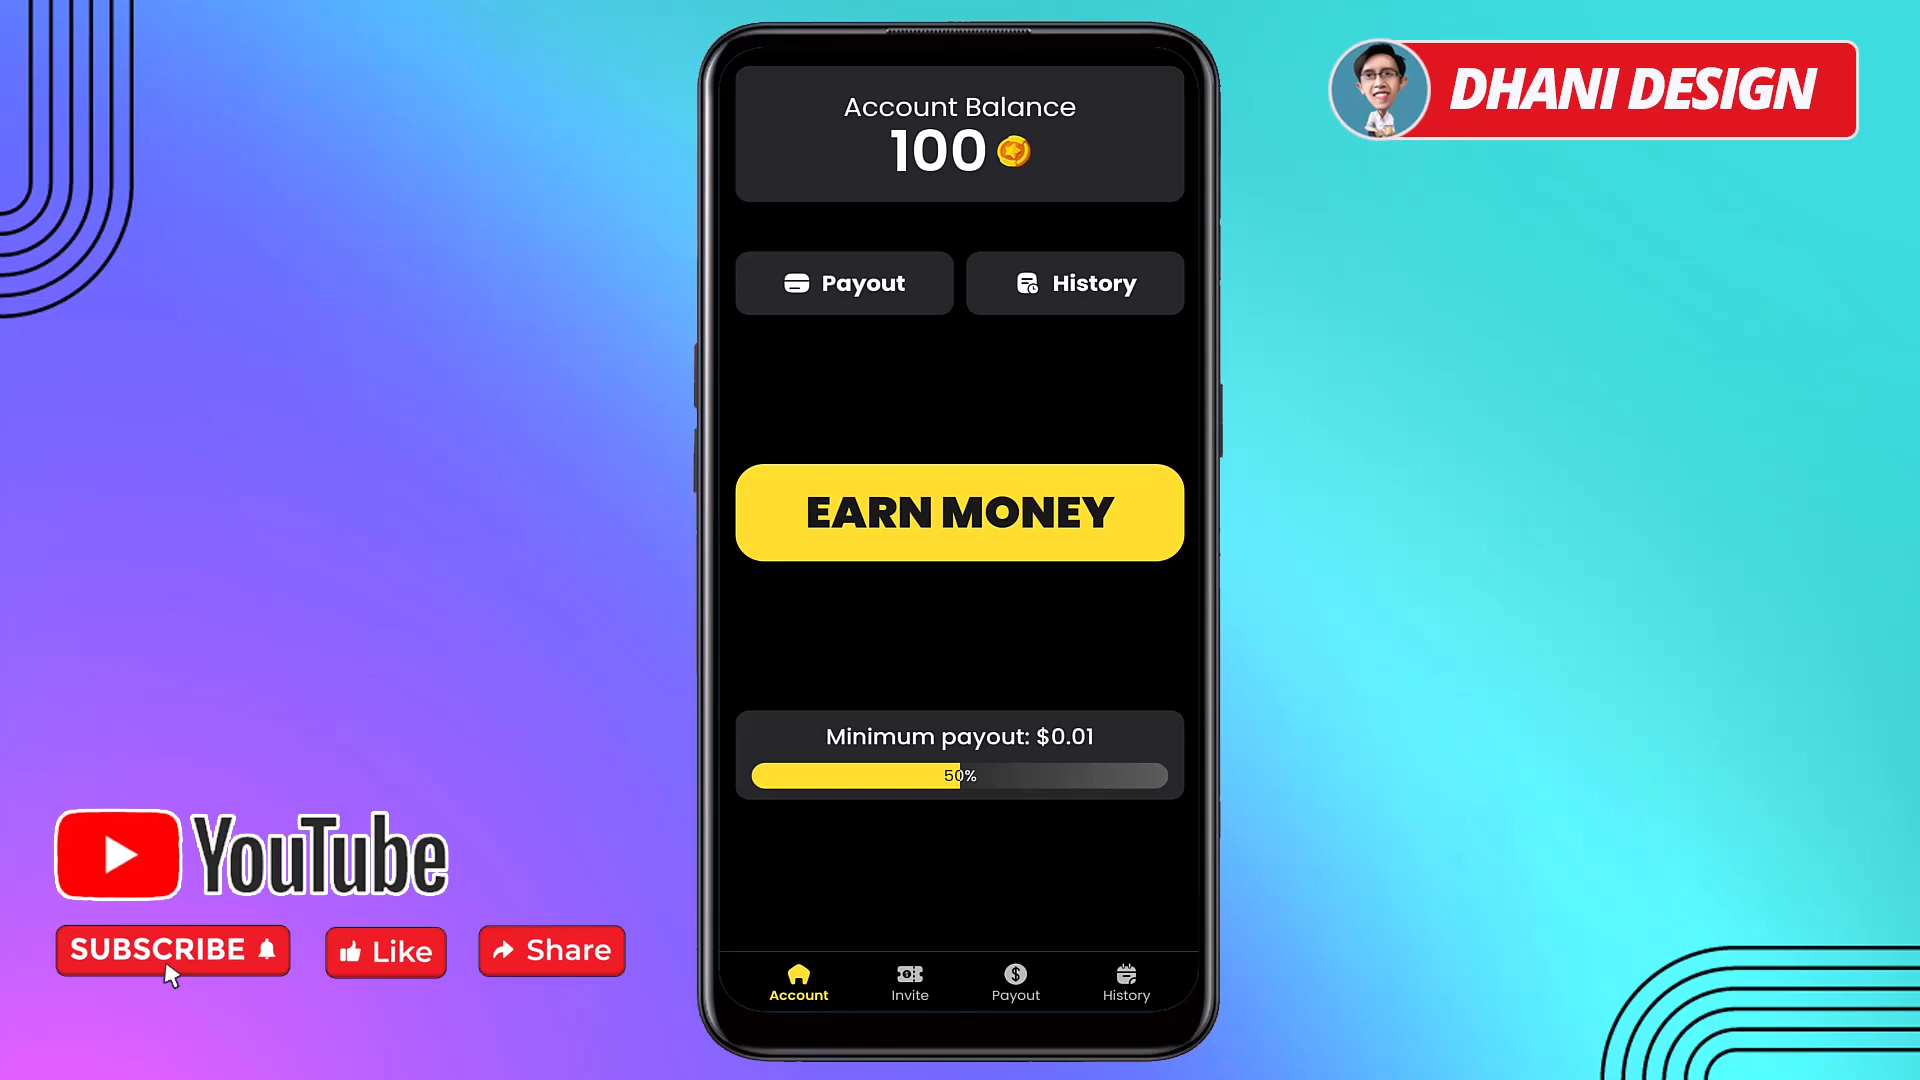 DHANI DESIGN
Account Balance
100
Payout
History
EARN MONEY
Minimum payout: $0.01
50%
YouTube
SUBSCRIBE
Like
Share
Account
Invite
Payout
History